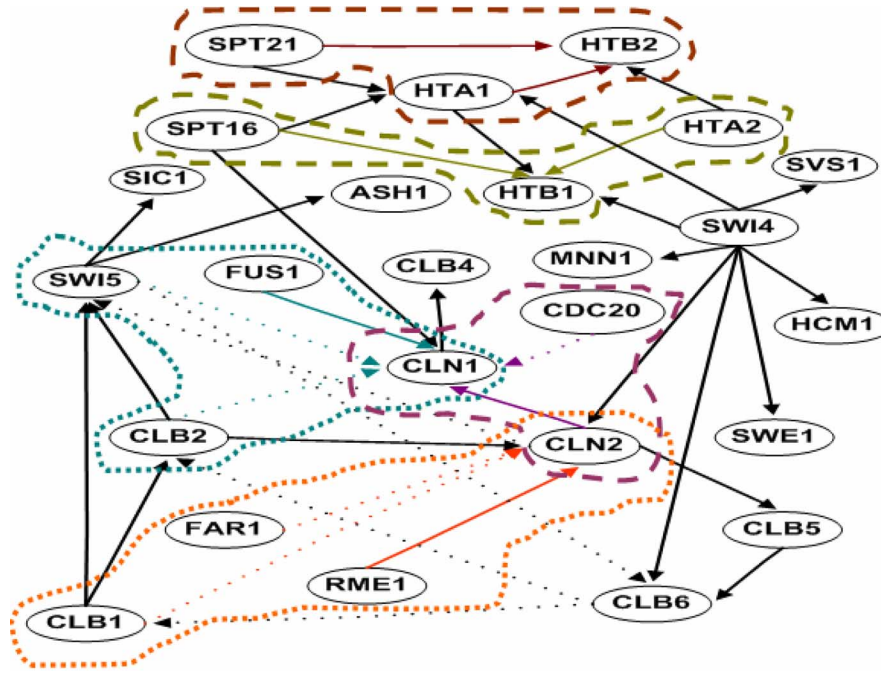 SPT21
HTB2
HTA1
SPT16
HTA2
SVS1
SIC1
ASH1
HTB1
SWI4
MNN1
FUS1
CLB4
SWI5
CDC20
HCM1
CLN1
CLB2
CLN2
SWE1
FAR1
CLB5
RME1
CLB6
CLB1